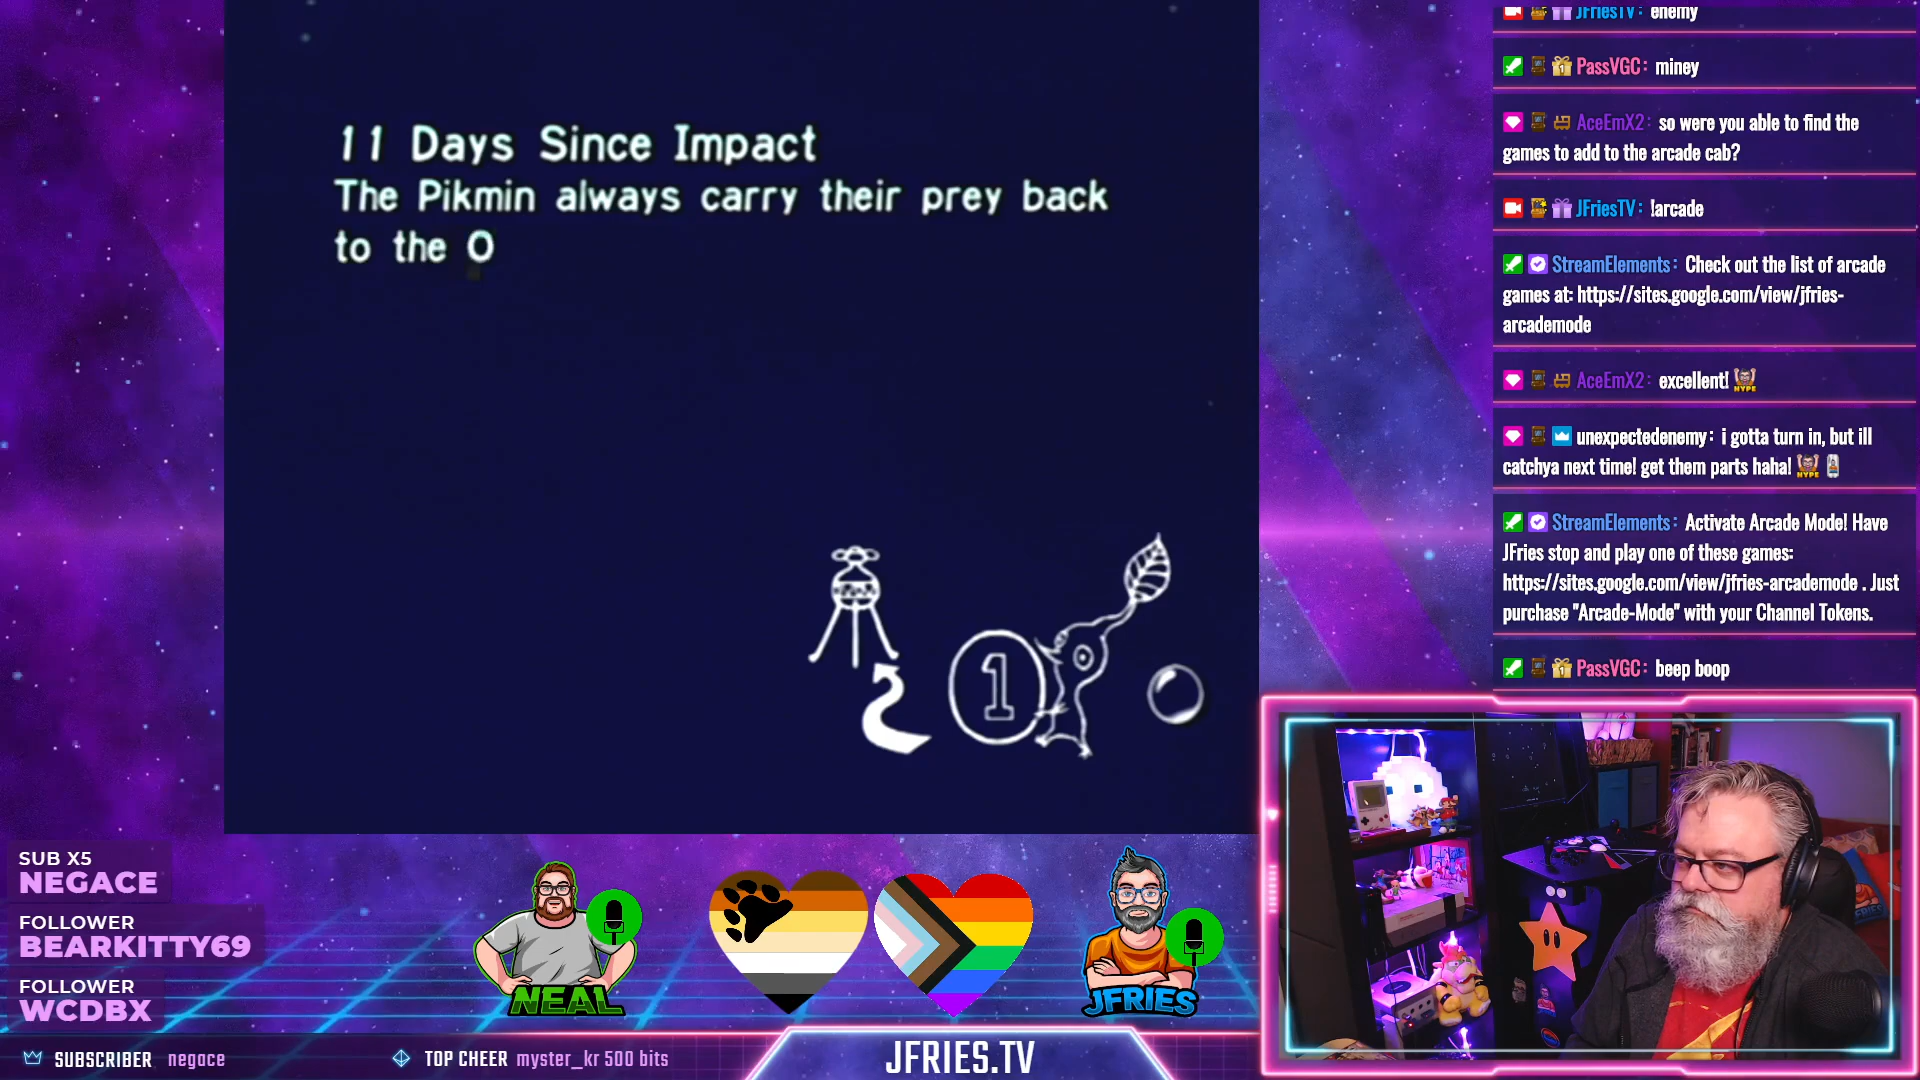 11 Days Since Impact
The Pikmin always carry their prey back
to the O
1
JFriesTV: enemy
PassVGC: miney
AceEmX2: so were you able to find the
games to add to the arcade cab?
JFriesTV: !arcade
StreamElements: Check out the list of arcade
games at: https://sites.google.com/view/jfries-
arcademode
AceEmX2: excellent! HYPE
unexpectedenemy: i gotta turn in, but ill
catchya next time! get them parts haha! HYPE
StreamElements: Activate Arcade Mode! Have
JFries stop and play one of these games:
https://sites.google.com/view/jfries-arcademode . Just
purchase "Arcade-Mode" with your Channel Tokens.
PassVGC: beep boop
SUB X5
NEGACE
FOLLOWER
BEARKITTY69
FOLLOWER
WCDBX
NEAL
JFRIES
SUBSCRIBER negace
TOP CHEER myster_kr 500 bits
JFRIES.TV